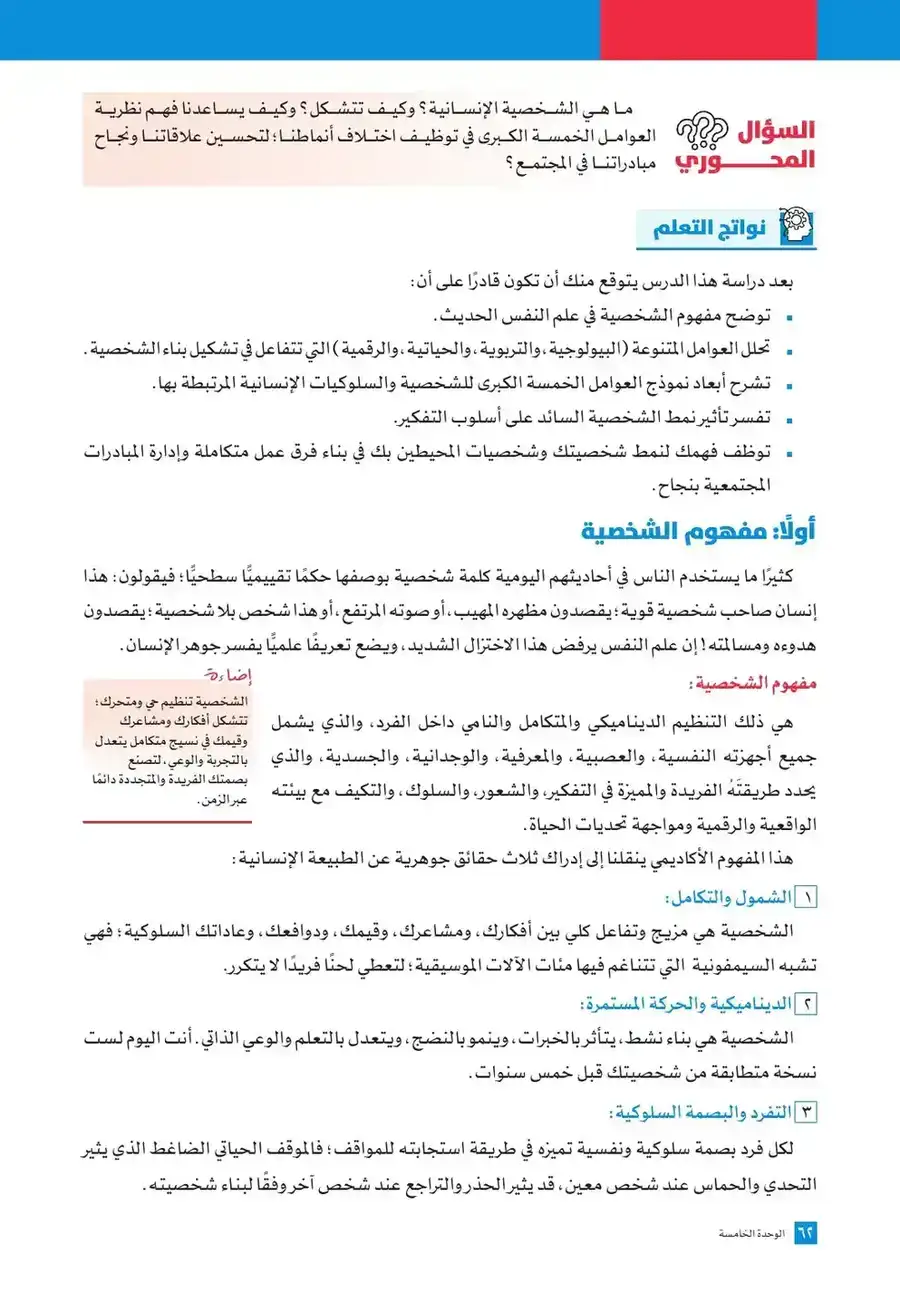 السؤال
المحـــوري
ما هي الشخصية الإنسانية؟ وكيف تتشكل؟ وكيف يساعدنا فهم نظرية
العوامل الخمسة الكبرى في توظيف اختلاف أنماطنا؛ لتحسين علاقاتنا ونجاح
مبادراتنا في المجتمع؟
نواتج التعلم
بعد دراسة هذا الدرس يتوقع منك أن تكون قادرًا على أن:
▪ توضح مفهوم الشخصية في علم النفس الحديث.
▪ تحلل العوامل المتنوعة (البيولوجية، والتربوية، والحياتية، والرقمية) التي تتفاعل في تشكيل بناء الشخصية.
▪ تشرح أبعاد نموذج العوامل الخمسة الكبرى للشخصية والسلوكيات الإنسانية المرتبطة بها.
▪ تفسر تأثير نمط الشخصية السائد على أسلوب التفكير.
▪ توظف فهمك لنمط شخصيتك وشخصيات المحيطين بك في بناء فرق عمل متكاملة وإدارة المبادرات
المجتمعية بنجاح.
أولًا: مفهوم الشخصية
كثيرًا ما يستخدم الناس في أحاديثهم اليومية كلمة شخصية بوصفها حكمًا تقييميًّا سطحيًّا؛ فيقولون: هذا
إنسان صاحب شخصية قوية؛ يقصدون مظهره المهيب، أو صوته المرتفع، أو هذا شخص بلا شخصية؛ يقصدون
هدوءه ومسالمته! إن علم النفس يرفض هذا الاختزال الشديد، ويضع تعريفًا علميًّا يفسر جوهر الإنسان.
مفهوم الشخصية:
هي ذلك التنظيم الديناميكي والمتكامل والنامي داخل الفرد، والذي يشمل
جميع أجهزته النفسية، والعصبية، والمعرفية، والوجدانية، والجسدية، والذي
يحدد طريقتَهُ الفريدة والمميزة في التفكير، والشعور، والسلوك، والتكيف مع بيئته
الواقعية والرقمية ومواجهة تحديات الحياة.
إضاءة
الشخصية تنظيم حي ومتحرك؛
تتشكل أفكارك ومشاعرك
وقيمك في نسيج متكامل يتعدل
بالتجربة والوعي، لتصنع
بصمتك الفريدة والمتجددة دائمًا
عبر الزمن.
هذا المفهوم الأكاديمي ينقلنا إلى إدراك ثلاث حقائق جوهرية عن الطبيعة الإنسانية:
١ الشمول والتكامل:
الشخصية هي مزيج وتفاعل كلي بين أفكارك، ومشاعرك، وقيمك، ودوافعك، وعاداتك السلوكية؛ فهي
تشبه السيمفونية التي تتناغم فيها مئات الآلات الموسيقية؛ لتعطي لحنًا فريدًا لا يتكرر.
٢ الديناميكية والحركة المستمرة:
الشخصية هي بناء نشط، يتأثر بالخبرات، وينمو بالنضج، ويتعدل بالتعلم والوعي الذاتي. أنت اليوم لست
نسخة متطابقة من شخصيتك قبل خمس سنوات.
٣ التفرد والبصمة السلوكية:
لكل فرد بصمة سلوكية ونفسية تميزه في طريقة استجابته للمواقف؛ فالموقف الحياتي الضاغط الذي يثير
التحدي والحماس عند شخص معين، قد يثير الحذر والتراجع عند شخص آخر وفقًا لبناء شخصيته.
٦٢ الوحدة الخامسة